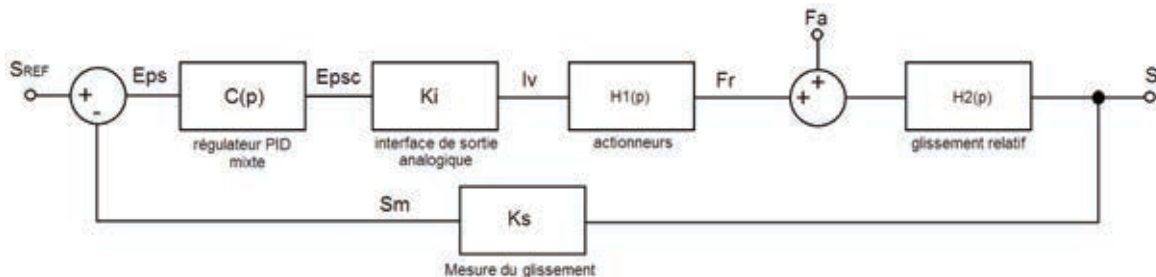 Fa
SREF
Eps
Epsc
Iv
Fr
S
+
+
+
-
C(p)
Ki
H1(p)
H2(p)
régulateur PID
mixte
interface de sortie
analogique
actionneurs
glissement relatif
Sm
Ks
Mesure du glissement